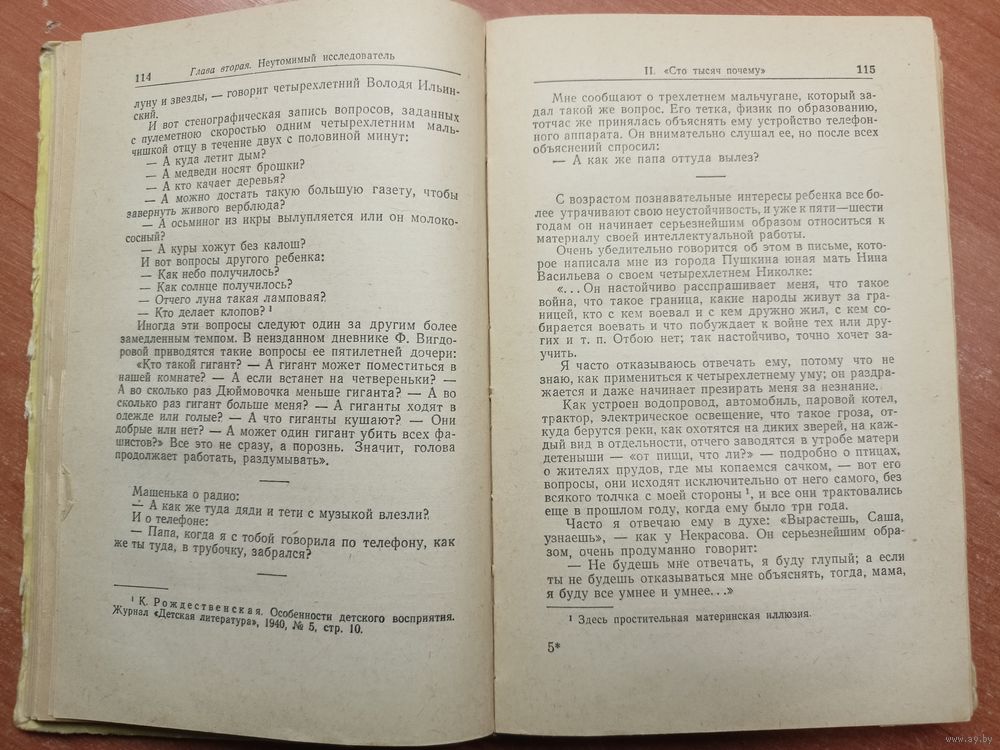 114
Глава вторая. Неутомимый исследователь
луну и звезды, — говорит четырехлетний Володя Ильин-
ский.
И вот стенографическая запись вопросов, заданных
с пулеметною скоростью одним четырехлетним маль-
чишкой отцу в течение двух с половиной минут:
— А куда летит дым?
— А медведи носят брошки?
— А кто качает деревья?
— А можно достать такую большую газету, чтобы
завернуть живого верблюда?
— А осьминог из икры вылупляется или он молоко-
сосный?
— А куры хожут без калош?
И вот вопросы другого ребенка:
— Как небо получилось?
— Как солнце получилось?
— Отчего луна такая ламповая?
— Кто делает клопов? ¹
Иногда эти вопросы следуют один за другим более
замедленным темпом. В неизданном дневнике Ф. Вигдо-
ровой приводятся такие вопросы ее пятилетней дочери:
«Кто такой гигант? — А гигант может поместиться в
нашей комнате? — А если встанет на четвереньки? —
А во сколько раз Дюймовочка меньше гиганта? — А во
сколько раз гигант больше меня? — А гиганты ходят в
одежде или голые? — А что гиганты кушают? — Они
добрые или нет? — А может один гигант убить всех фа-
шистов?» Все это не сразу, а порознь. Значит, голова
продолжает работать, раздумывать».
Машенька о радио:
— А как же туда дяди и тети с музыкой влезли?
И о телефоне:
— Папа, когда я с тобой говорила по телефону, как
же ты туда, в трубочку, забрался?
¹ К. Рождественская. Особенности детского восприятия.
Журнал «Детская литература», 1940, № 5, стр. 10.
II. «Сто тысяч почему»
115
Мне сообщают о трехлетнем мальчугане, который за-
дал такой же вопрос. Его тетка, физик по образованию,
тотчас же принялась объяснять ему устройство телефон-
ного аппарата. Он внимательно слушал ее, но после всех
объяснений спросил:
— А как же папа оттуда вылез?
С возрастом познавательные интересы ребенка все бо-
лее утрачивают свою неустойчивость, и уже к пяти—шести
годам он начинает серьезнейшим образом относиться к
материалу своей интеллектуальной работы.
Очень убедительно говорится об этом в письме, кото-
рое написала мне из города Пушкина юная мать Нина
Васильева о своем четырехлетнем Николке:
«. . . Он настойчиво расспрашивает меня, что такое
война, что такое граница, какие народы живут за гра-
ницей, кто с кем воевал и с кем дружно жил, с кем со-
бирается воевать и что побуждает к войне тех или дру-
гих и т. п. Отбою нет; так настойчиво, точно хочет за-
учить.
Я часто отказываюсь отвечать ему, потому что не
знаю, как примениться к четырехлетнему уму; он раздра-
жается и даже начинает презирать меня за незнание.
Как устроен водопровод, автомобиль, паровой котел,
трактор, электрическое освещение, что такое гроза, от-
куда берутся реки, как охотятся на диких зверей, на каж-
дый вид в отдельности, отчего заводятся в утробе матери
детеныши — «от пищи, что ли?» — подробно о птицах,
о жителях прудов, где мы копаемся сачком, — вот его
вопросы, они исходят исключительно от него самого, без
всякого толчка с моей стороны ¹, и все они трактовались
еще в прошлом году, когда ему было три года.
Часто я отвечаю ему в духе: «Вырастешь, Саша,
узнаешь», — как у Некрасова. Он серьезнейшим обра-
зом, очень продуманно говорит:
— Не будешь мне отвечать, я буду глупый; а если
ты не будешь отказываться мне объяснять, тогда, мама,
я буду все умнее и умнее. . .»
¹ Здесь простительная материнская иллюзия.
5*
www.ay.by